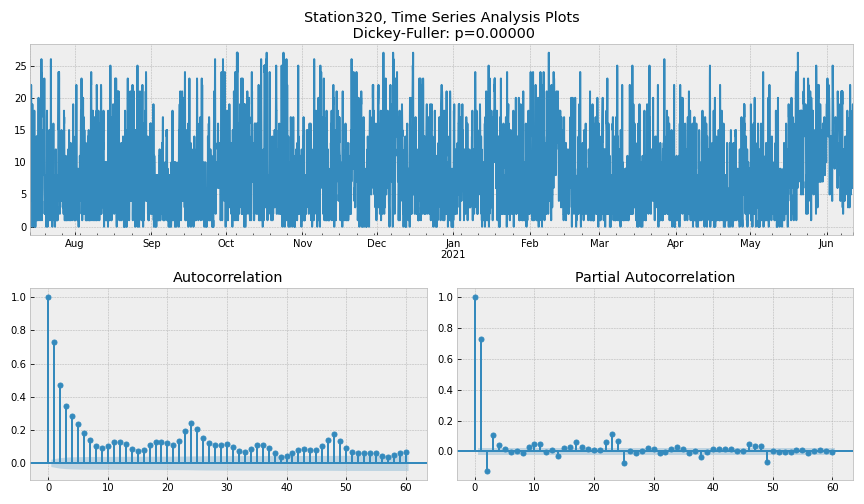 Station320, Time Series Analysis Plots
Dickey-Fuller: p=0.00000
25
20
15
10
5
0
Aug Sep Oct Nov Dec Jan Feb Mar Apr May Jun
2021
Autocorrelation
1.0
0.8
0.6
0.4
0.2
0.0
0 10 20 30 40 50 60
Partial Autocorrelation
1.0
0.8
0.6
0.4
0.2
0.0
0 10 20 30 40 50 60